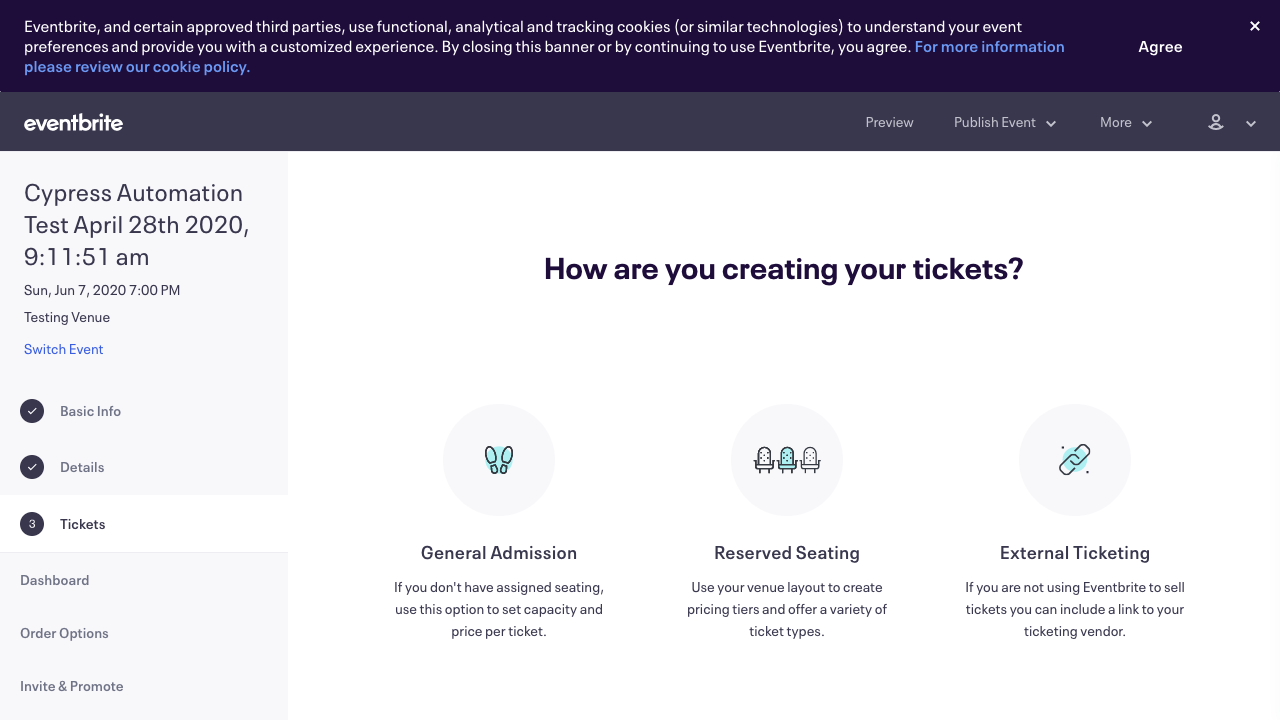 Eventbrite, and certain approved third parties, use functional, analytical and tracking cookies (or similar technologies) to understand your event
preferences and provide you with a customized experience. By closing this banner or by continuing to use Eventbrite, you agree. For more information
please review our cookie policy.
Agree
eventbrite
Preview
Publish Event
More
Cypress Automation
Test April 28th 2020,
9:11:51 am
Sun, Jun 7, 2020 7:00 PM
Testing Venue
Switch Event
Basic Info
Details
3 Tickets
Dashboard
Order Options
Invite & Promote
How are you creating your tickets?
General Admission
If you don't have assigned seating,
use this option to set capacity and
price per ticket.
Reserved Seating
Use your venue layout to create
pricing tiers and offer a variety of
ticket types.
External Ticketing
If you are not using Eventbrite to sell
tickets you can include a link to your
ticketing vendor.